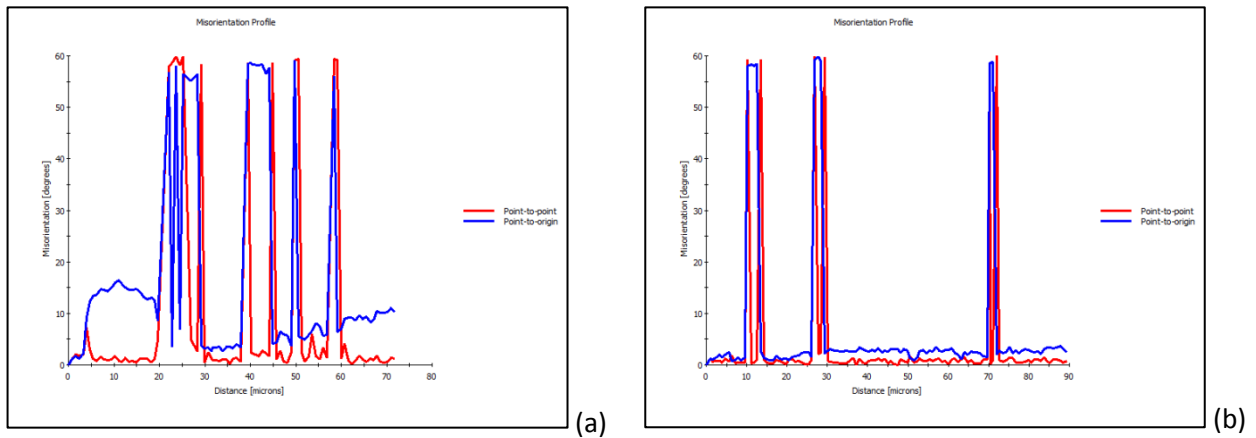 Misorientation Profile
60
50
40
30
20
10
0
Misorientation [degrees]
0 10 20 30 40 50 60 70 80
Distance [microns]
Point-to-point
Point-to-origin
(a)
Misorientation Profile
60
50
40
30
20
10
0
Misorientation [degrees]
0 10 20 30 40 50 60 70 80 90
Distance [microns]
Point-to-point
Point-to-origin
(b)